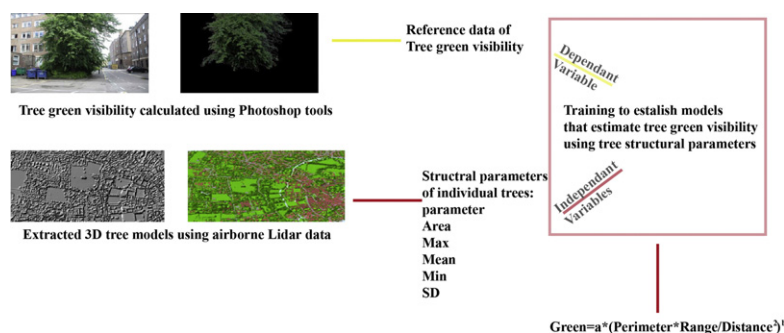 Reference data of
Tree green visibility
Tree green visibility calculated using Photoshop tools
Dependant
Variable
Training to estalish models
that estimate tree green visibility
using tree structural parameters
Independant
Variables
Structral parameters
of individual trees:
parameter
Area
Max
Mean
Min
SD
Extracted 3D tree models using airborne Lidar data
Green=a*(Perimeter*Range/Distance